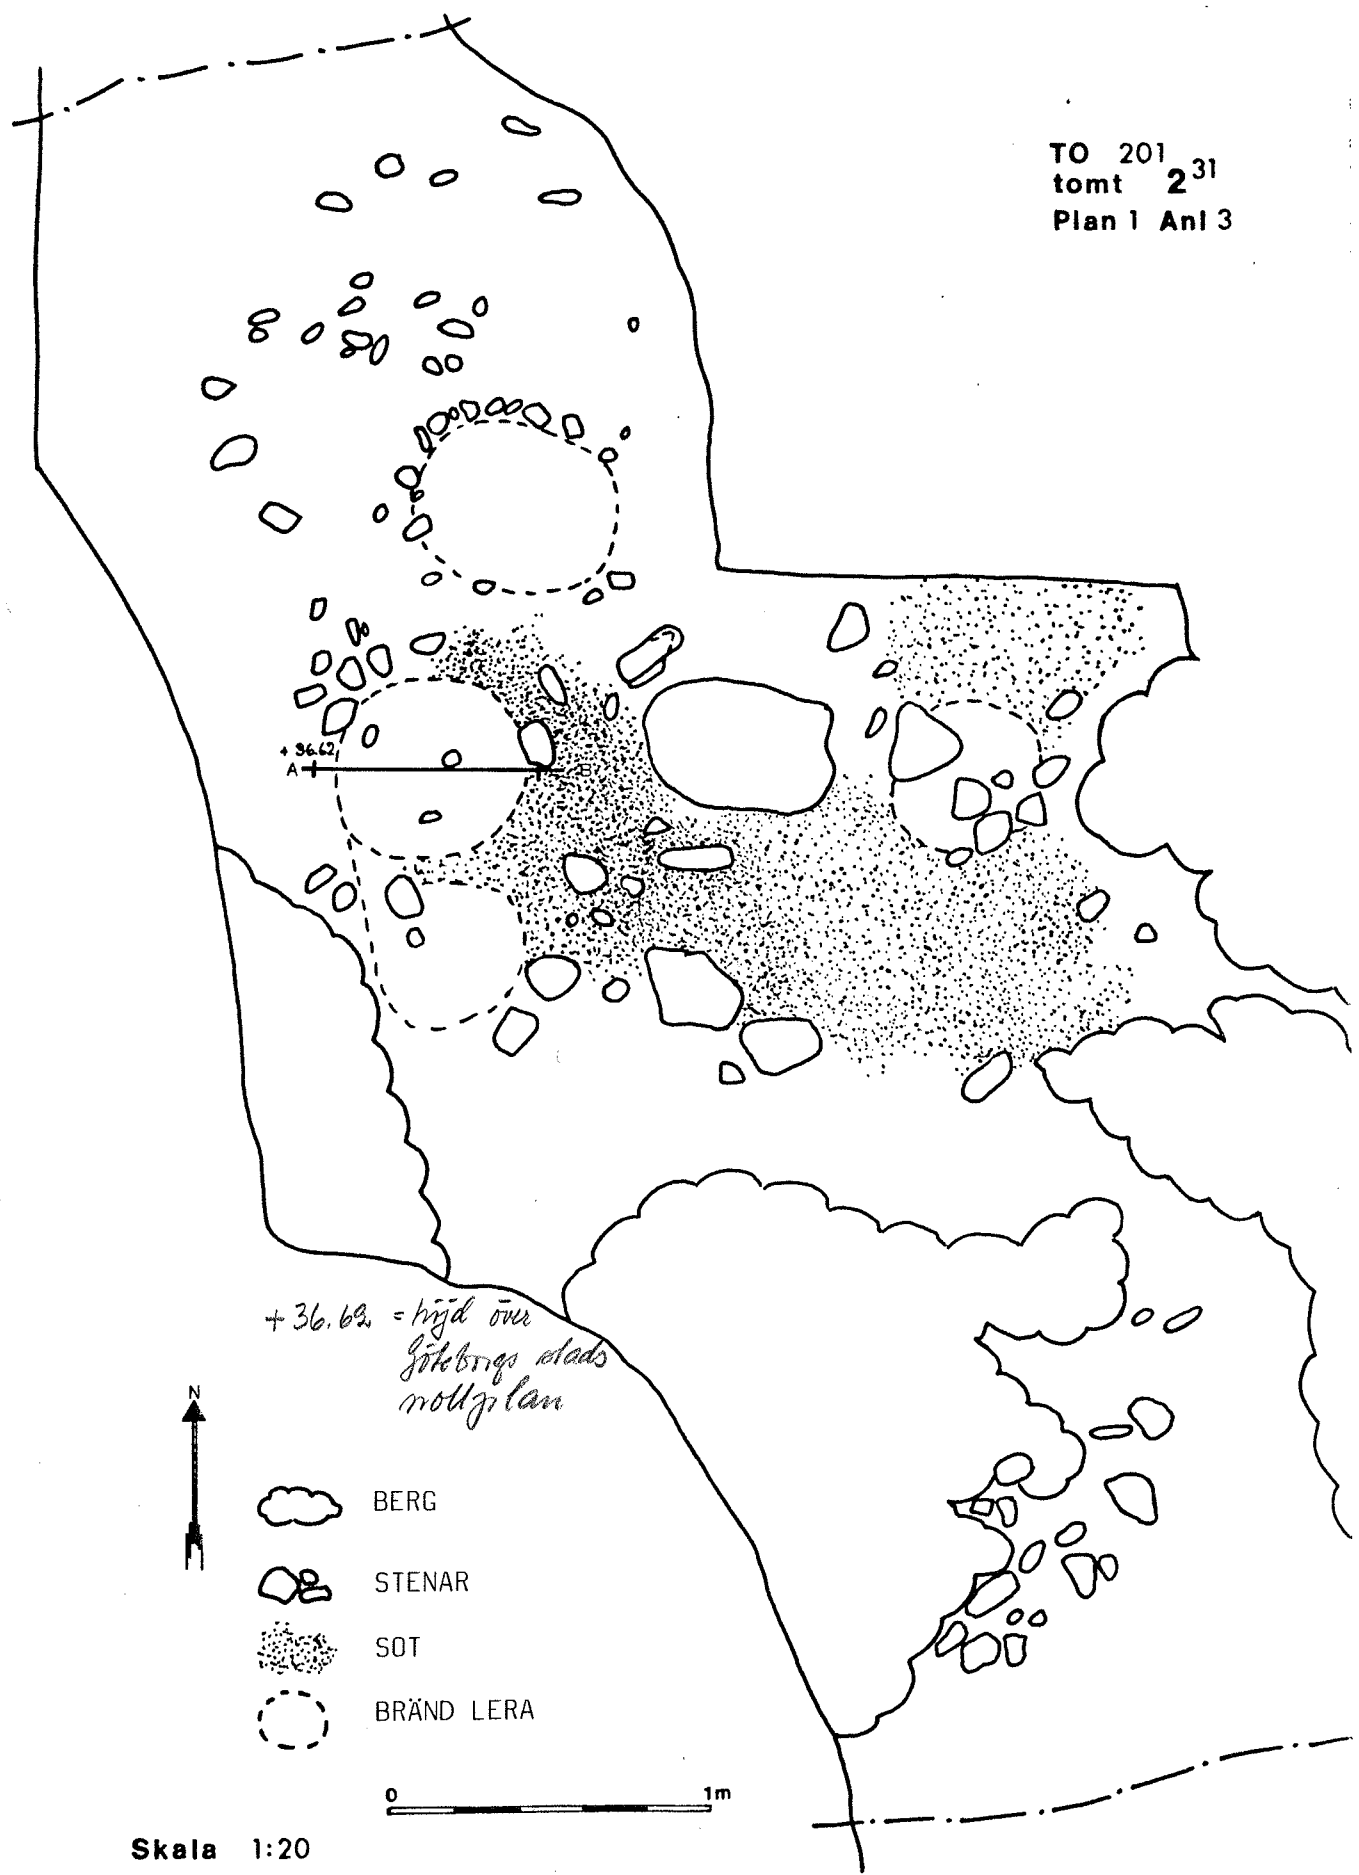 TO 201
tomt 2³¹
Plan 1 Anl 3
+ 36.62
A B
+36.62 = höjd över
Göteborgs stads
nollplan
N
BERG
STENAR
SOT
BRÄND LERA
0 1m
Skala 1:20